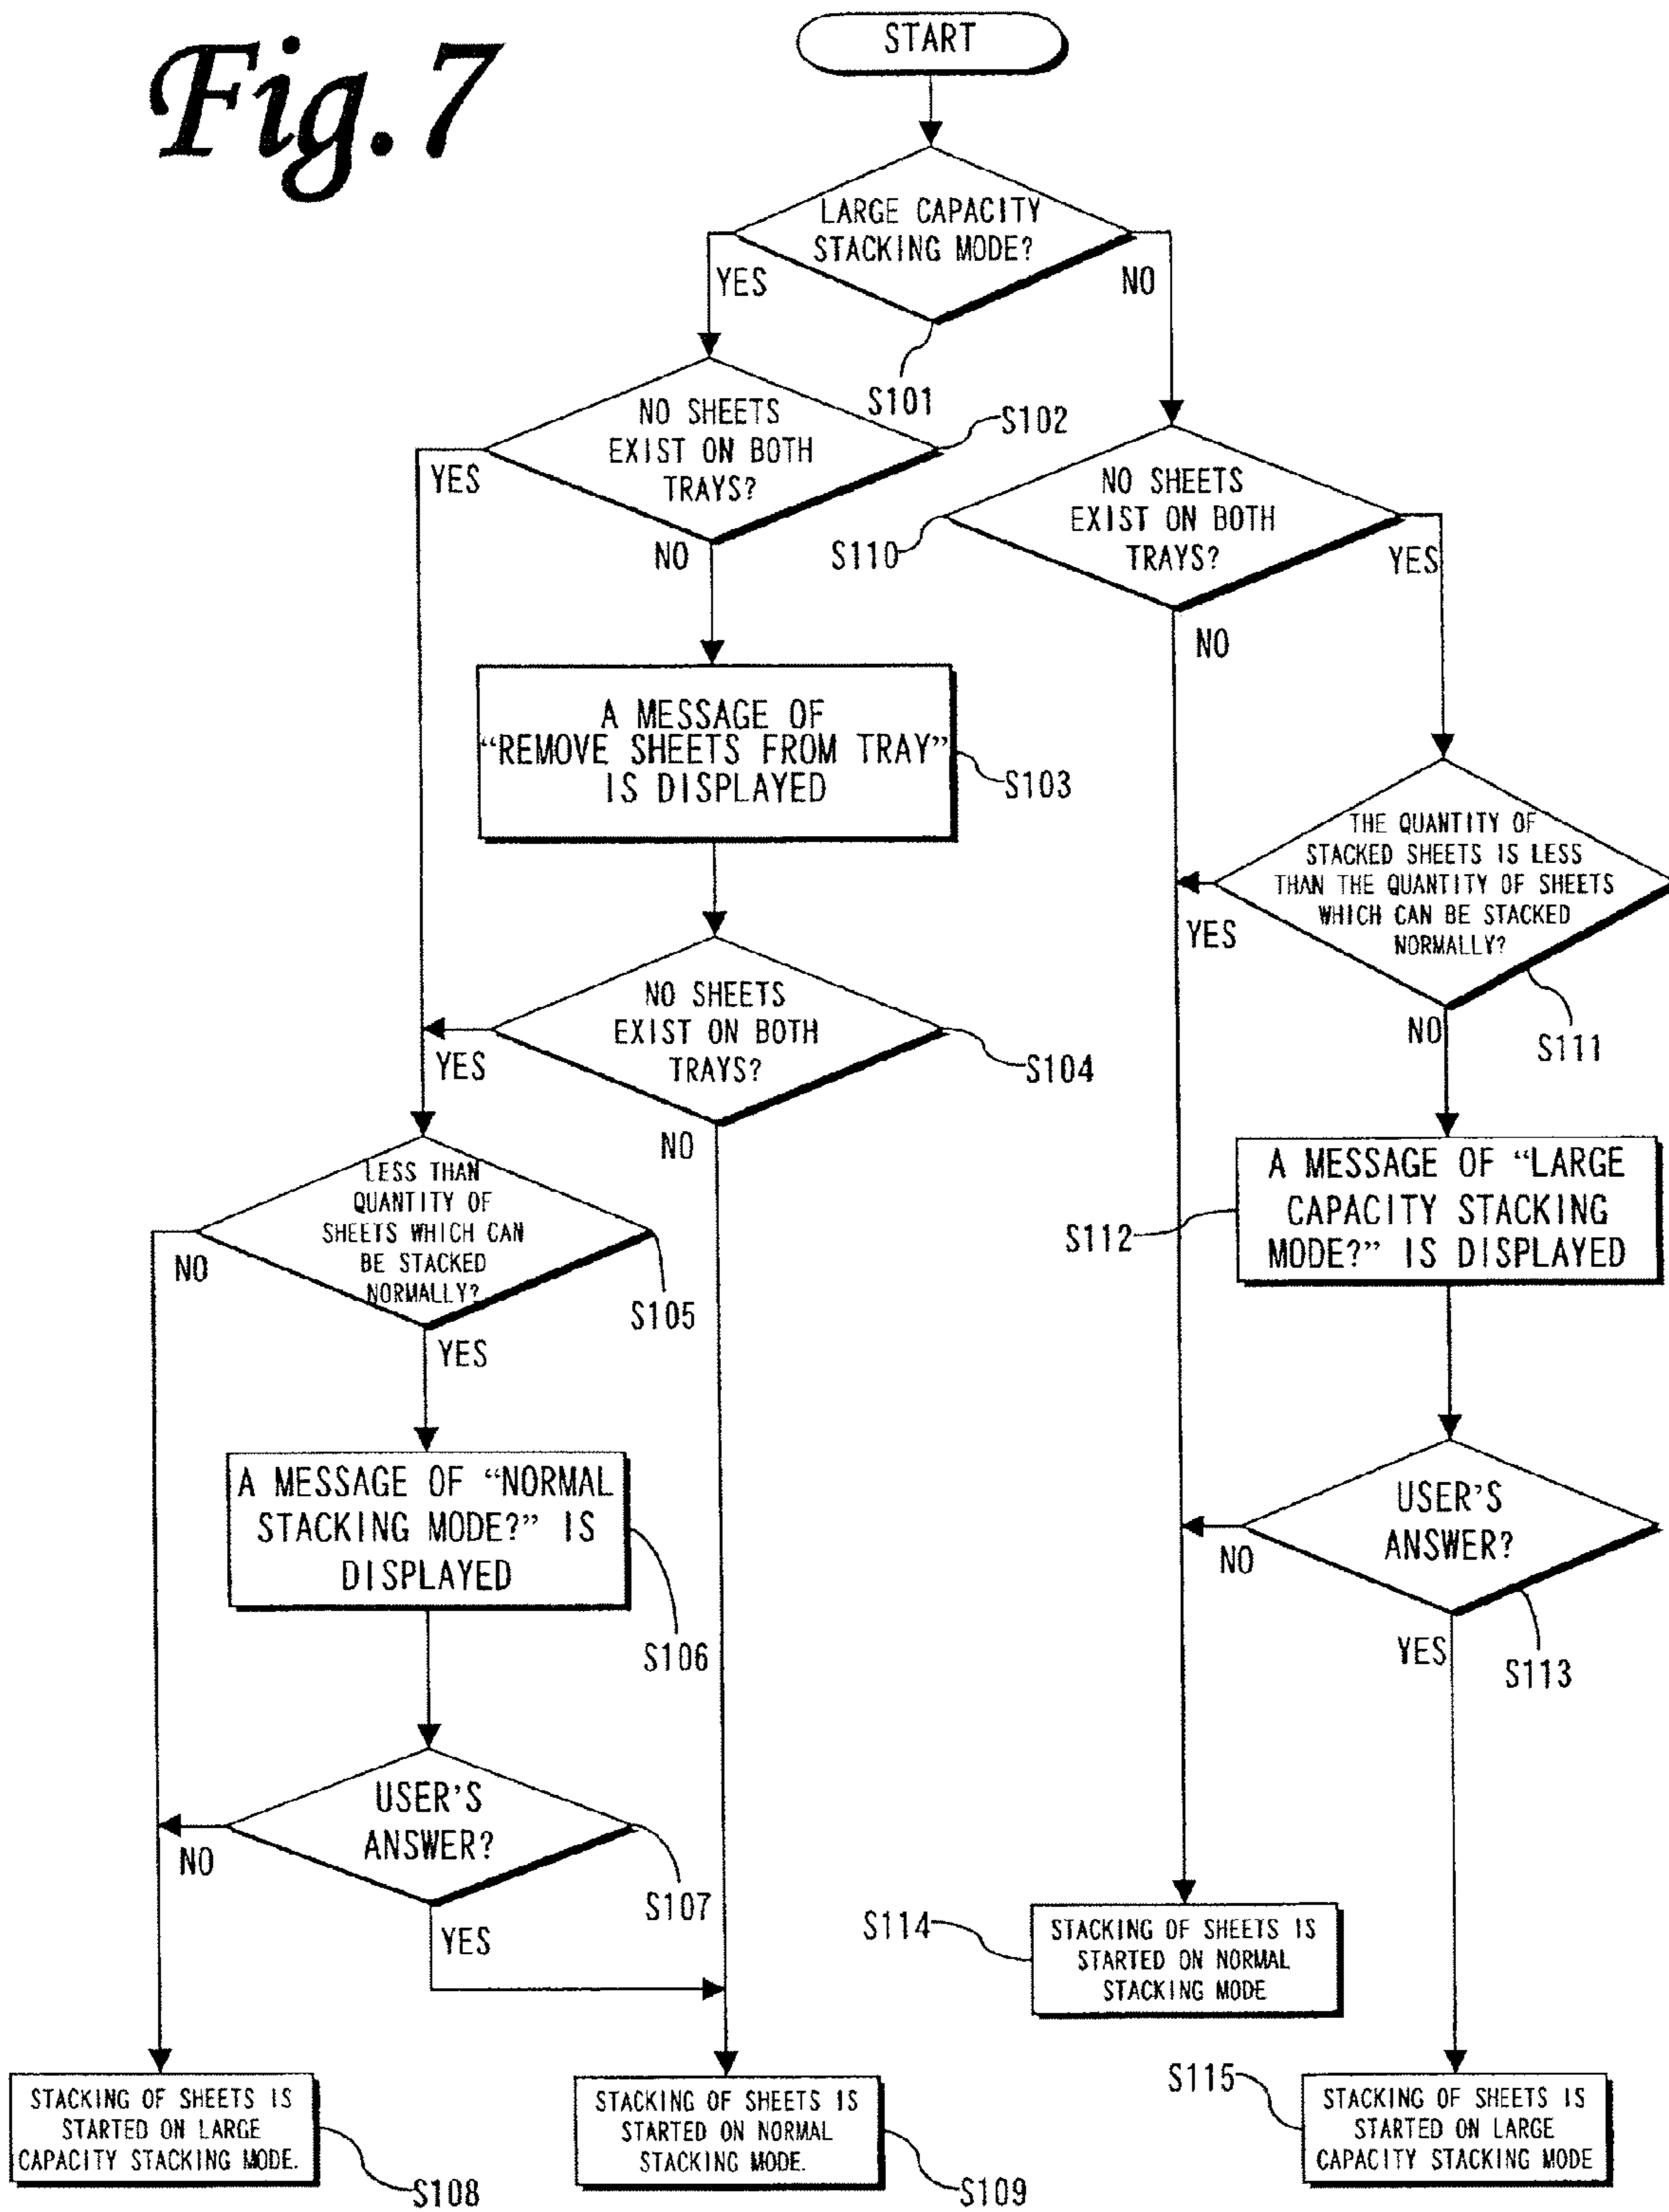 Fig. 7
START
LARGE CAPACITY
STACKING MODE?
YES
NO
S101
NO SHEETS
EXIST ON BOTH
TRAYS?
S102
YES
NO
NO SHEETS
EXIST ON BOTH
TRAYS?
S110
YES
NO
A MESSAGE OF
“REMOVE SHEETS FROM TRAY”
IS DISPLAYED
S103
THE QUANTITY OF
STACKED SHEETS IS LESS
THAN THE QUANTITY OF SHEETS
WHICH CAN BE STACKED
NORMALLY?
YES
NO
S111
NO SHEETS
EXIST ON BOTH
TRAYS?
YES
S104
NO
LESS THAN
QUANTITY OF
SHEETS WHICH CAN
BE STACKED
NORMALLY?
NO
S105
YES
A MESSAGE OF “LARGE
CAPACITY STACKING
MODE?” IS DISPLAYED
S112
A MESSAGE OF “NORMAL
STACKING MODE?” IS
DISPLAYED
S106
USER'S
ANSWER?
NO
YES
S113
USER'S
ANSWER?
NO
S107
YES
S114
STACKING OF SHEETS IS
STARTED ON NORMAL
STACKING MODE
STACKING OF SHEETS IS
STARTED ON LARGE
CAPACITY STACKING MODE.
S108
STACKING OF SHEETS IS
STARTED ON NORMAL
STACKING MODE.
S109
S115
STACKING OF SHEETS IS
STARTED ON LARGE
CAPACITY STACKING MODE